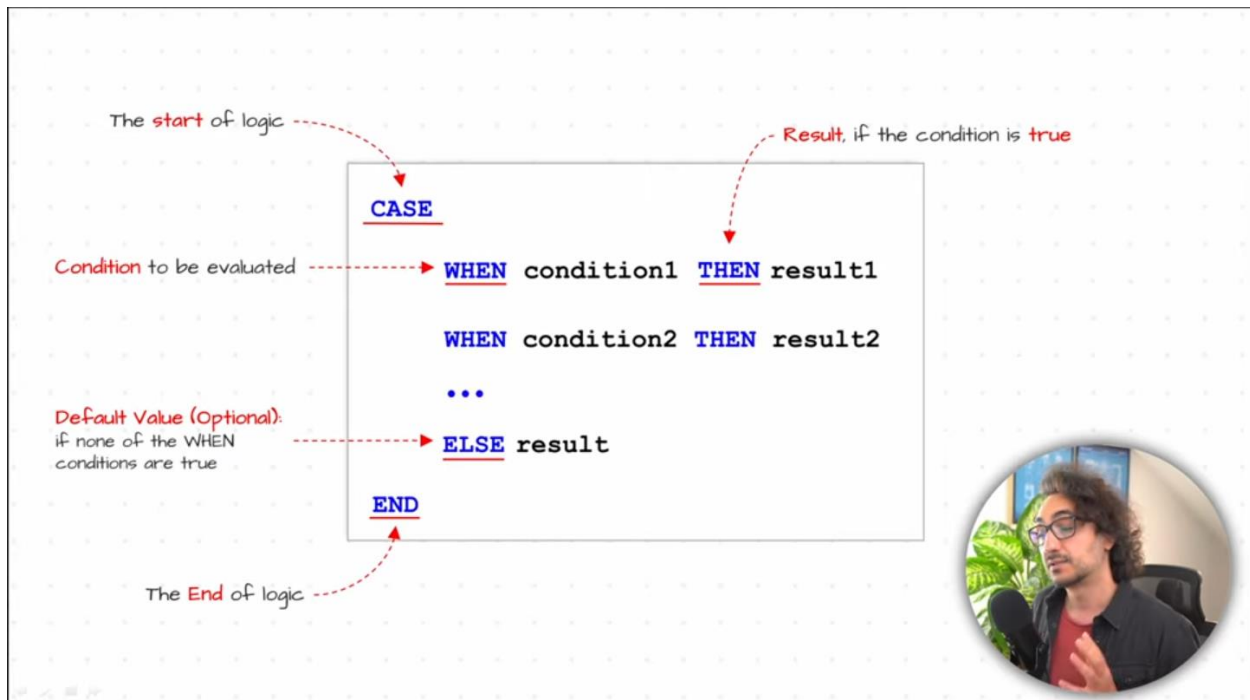 The start of logic
Result, if the condition is true
CASE
Condition to be evaluated
WHEN condition1 THEN result1
WHEN condition2 THEN result2
...
Default Value (Optional):
if none of the WHEN
conditions are true
ELSE result
END
The End of logic